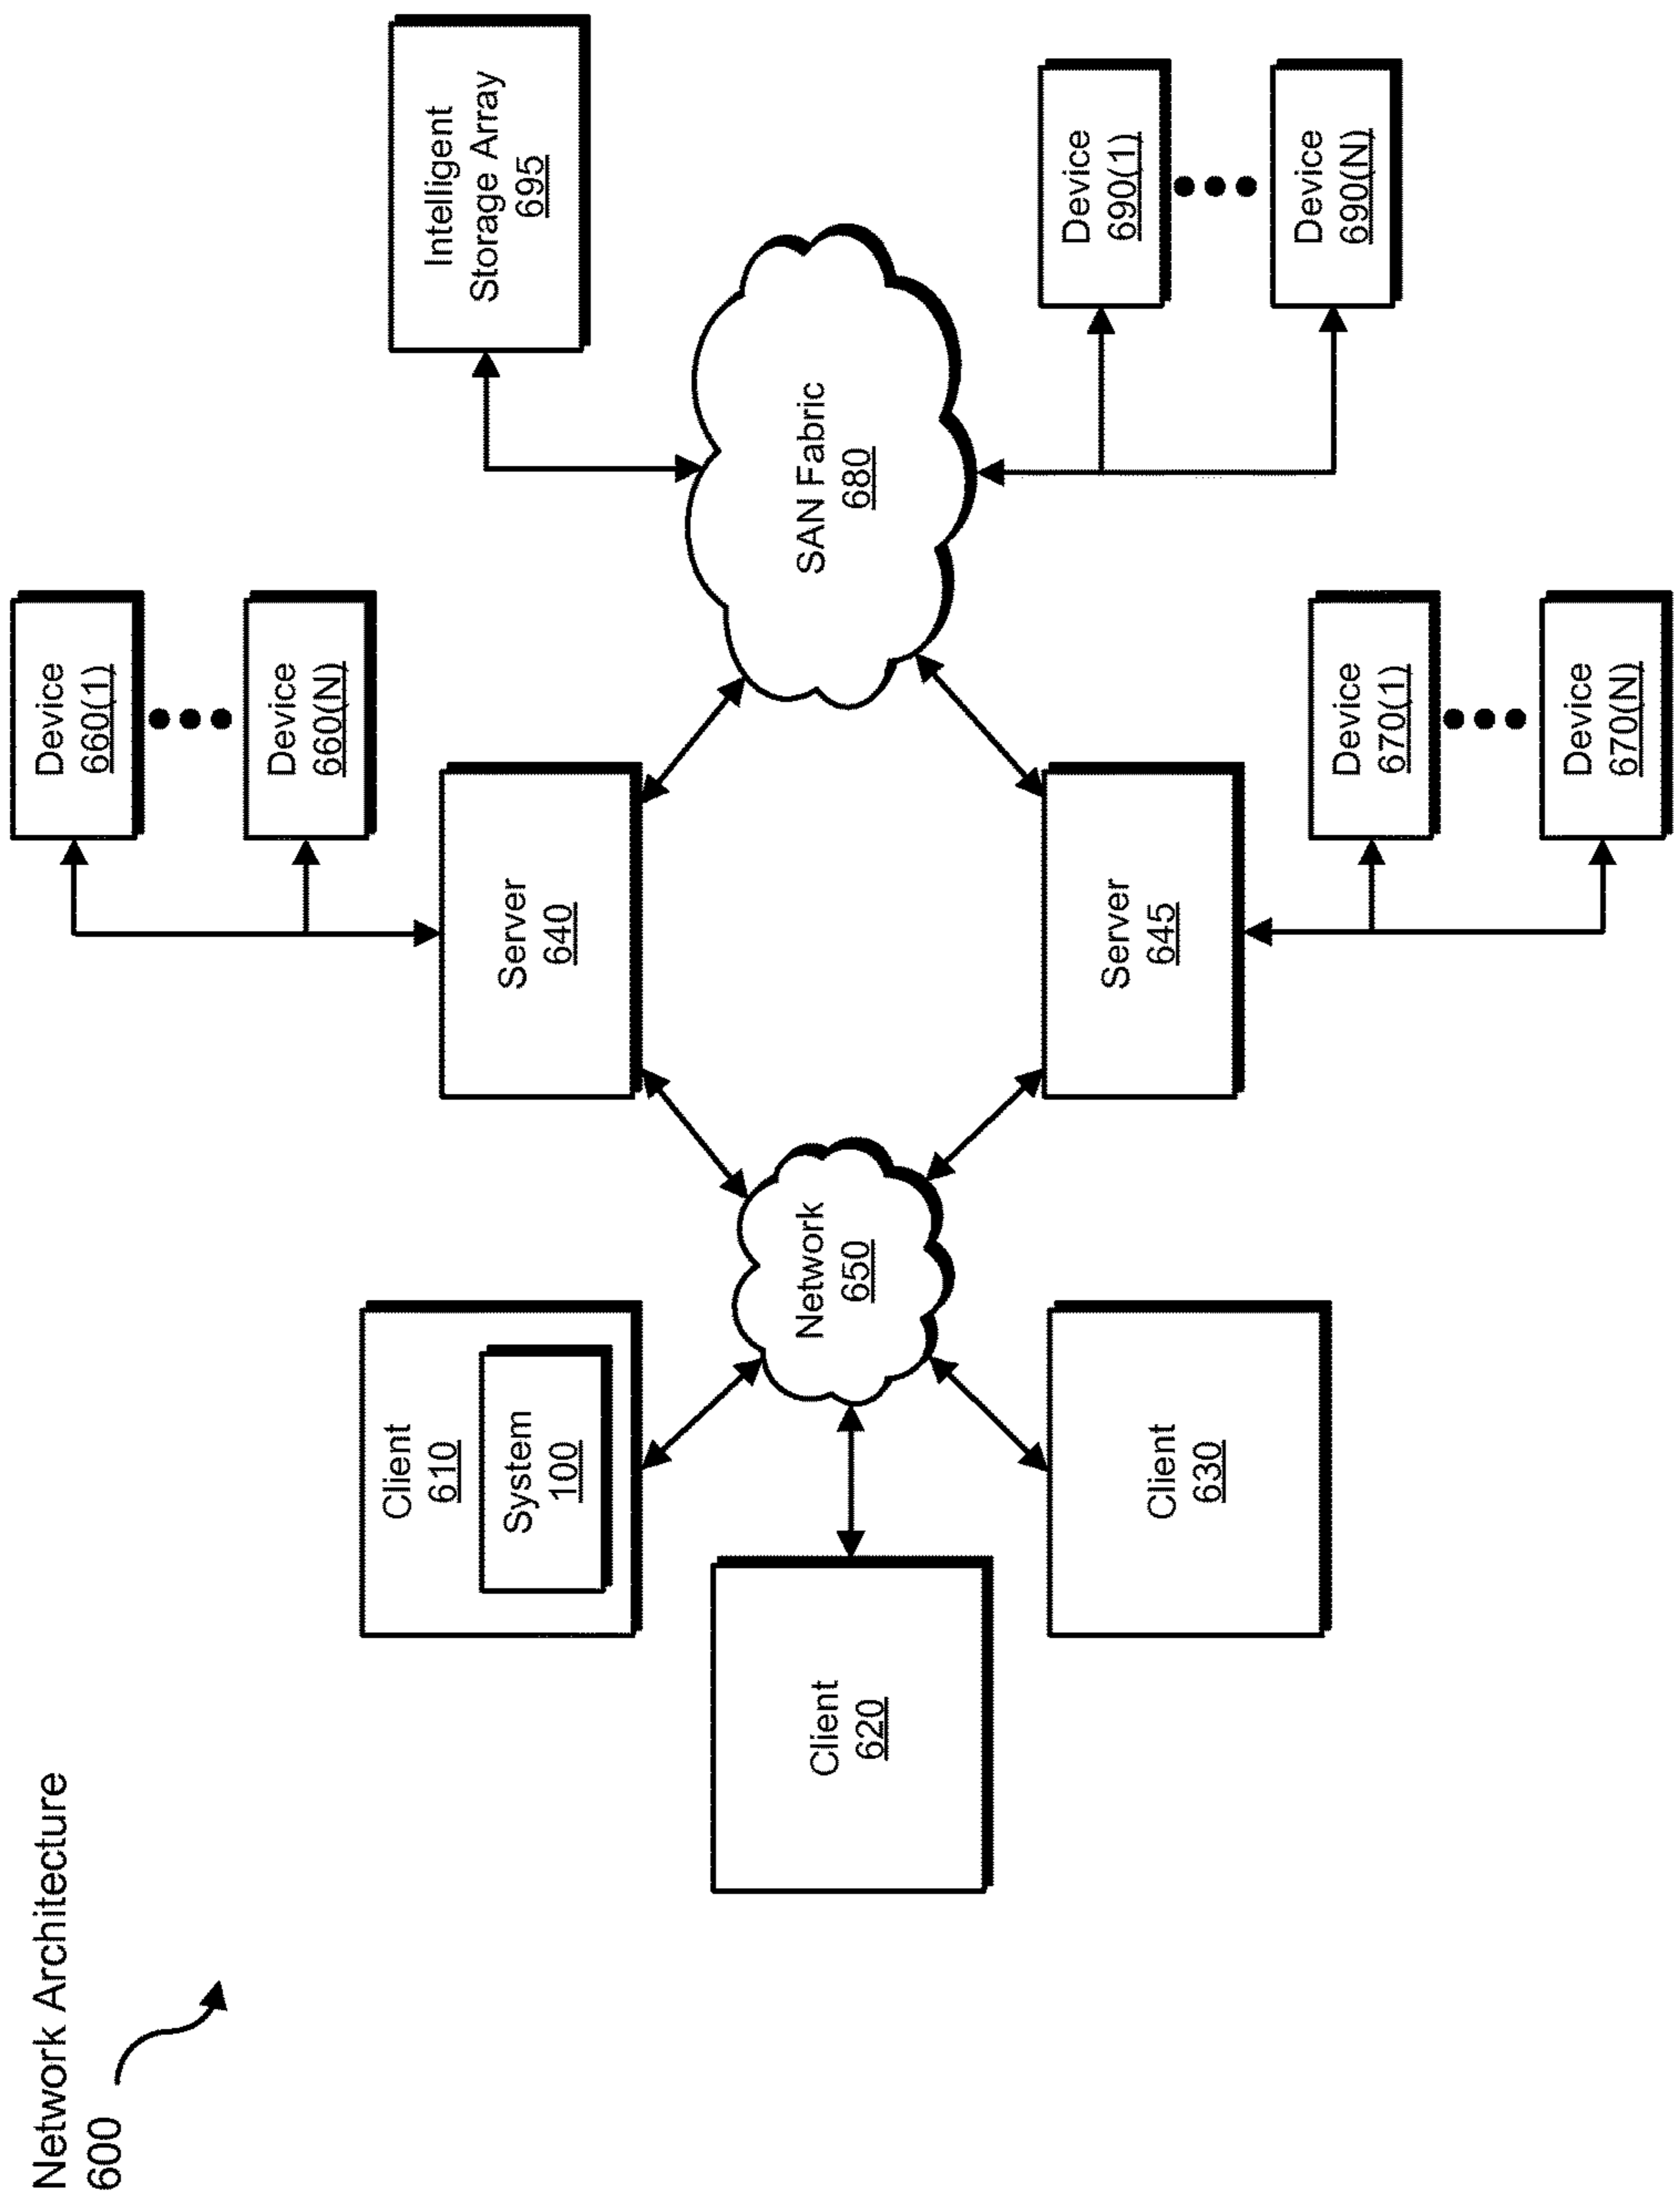 Network Architecture
600
Client
610
System
100
Client
620
Client
630
Network
650
Server
640
Server
645
Device
660(1)
Device
660(N)
Device
670(1)
Device
670(N)
SAN Fabric
680
Intelligent
Storage Array
695
Device
690(1)
Device
690(N)